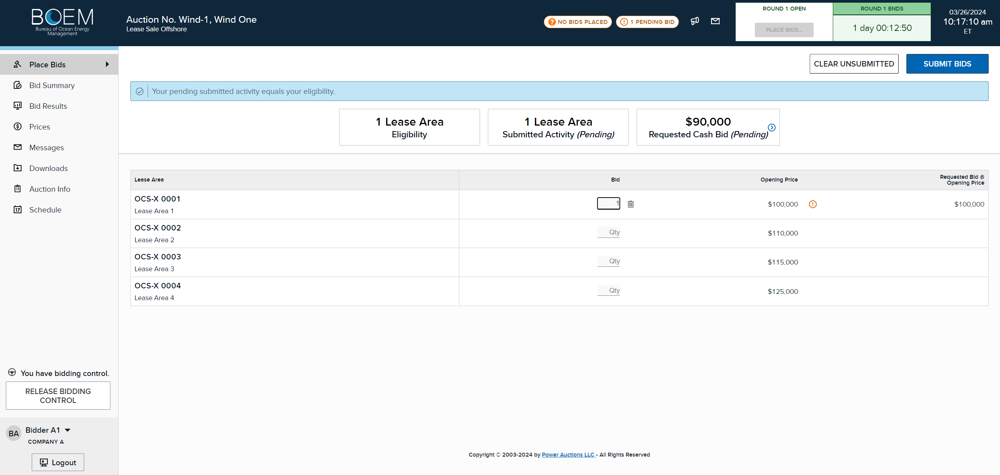 BOEM
Bureau of Ocean Energy
Management
Auction No. Wind-1, Wind One
Lease Sale Offshore
NO BIDS PLACED
1 PENDING BID
ROUND 1 OPEN
PLACE BIDS...
ROUND 1 ENDS
1 day 00:12:50
03/26/2024
10:17:10 am
ET
Place Bids
Bid Summary
Bid Results
Prices
Messages
Downloads
Auction Info
17 Schedule
You have bidding control.
RELEASE BIDDING
CONTROL
BA
Bidder A1
COMPANY A
Logout
CLEAR UNSUBMITTED
SUBMIT BIDS
Your pending submitted activity equals your eligibility.
1 Lease Area
Eligibility
1 Lease Area
Submitted Activity (Pending)
$90,000
Requested Cash Bid (Pending)
Lease Area
Bid
Opening Price
Requested Bid @
Opening Price
OCS-X 0001
Lease Area 1
1
$100,000
$100,000
OCS-X 0002
Lease Area 2
Qty
$110,000
OCS-X 0003
Lease Area 3
Qty
$115,000
OCS-X 0004
Lease Area 4
Qty
$125,000
Copyright © 2003-2024 by Power Auctions LLC • All Rights Reserved